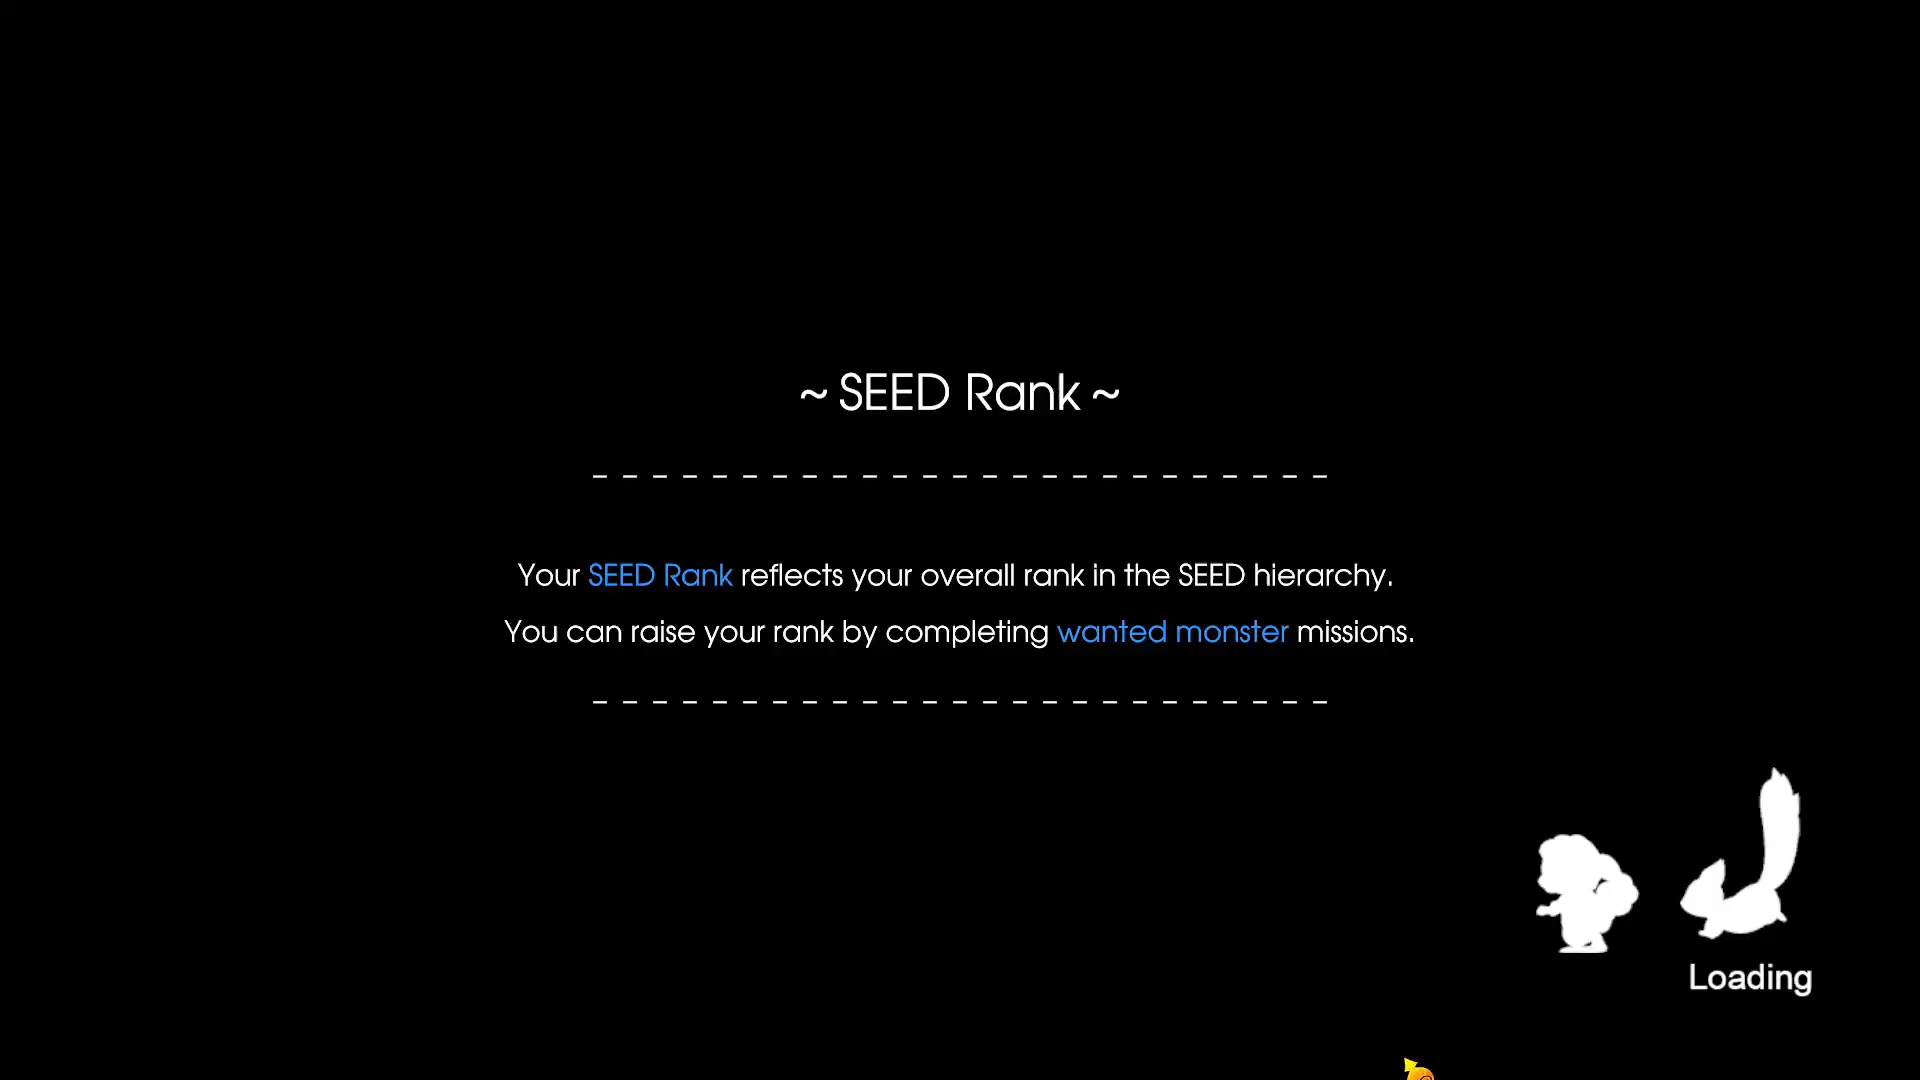 ~ SEED Rank ~
Your SEED Rank reflects your overall rank in the SEED hierarchy.
You can raise your rank by completing wanted monster missions.
Loading